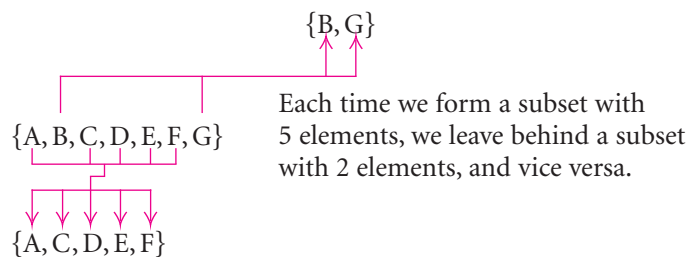 {B, G}
Each time we form a subset with
{A, B, C, D, E, F, G}
5 elements, we leave behind a subset
with 2 elements, and vice versa.
{A, C, D, E, F}